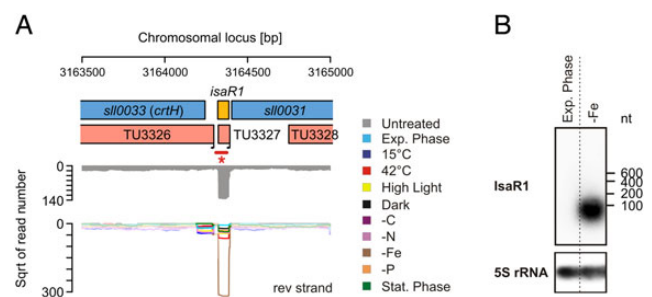 A
Chromosomal locus [bp]
3163500 3164000 3164500 3165000
isaR1
sll0033 (crtH) sll0031
TU3326 TU3327 TU3328
*
Sqrt of read number
0
140
0
300
rev strand
Untreated
Exp. Phase
15°C
42°C
High Light
Dark
-C
-N
-Fe
-P
Stat. Phase
B
Exp. Phase
-Fe
nt
IsaR1
600
400
200
100
5S rRNA